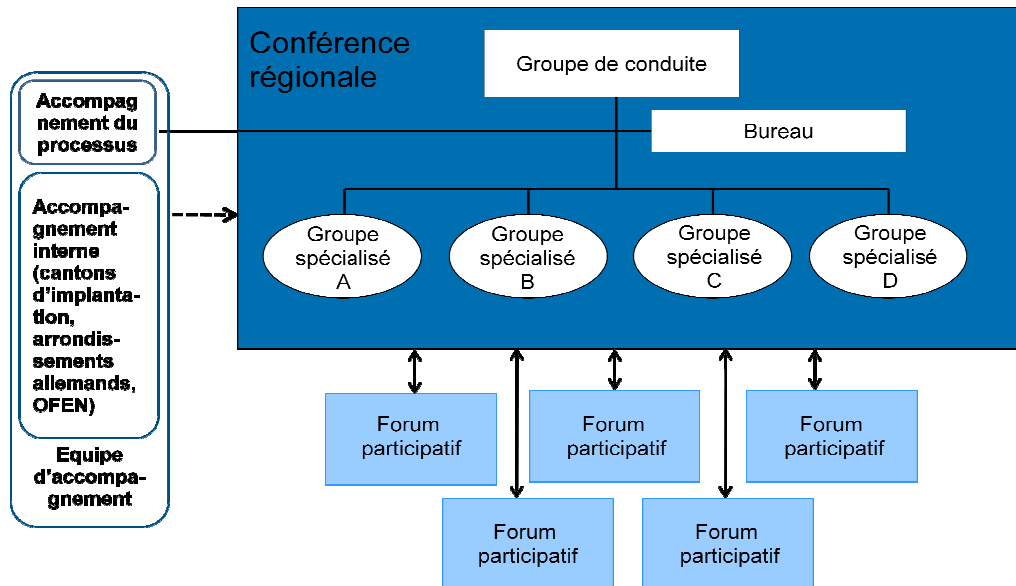 Conférence
régionale
Groupe de conduite
Bureau
Accompag
nement du
processus
Accompa-
gnement
interne
(cantons
d'implanta-
tion,
arrondis-
sements
allemands,
OFEN)
Equipe
d'accompa-
gnement
Groupe
spécialisé
A
Groupe
spécialisé
B
Groupe
spécialisé
C
Groupe
spécialisé
D
Forum
participatif
Forum
participatif
Forum
participatif
Forum
participatif
Forum
participatif